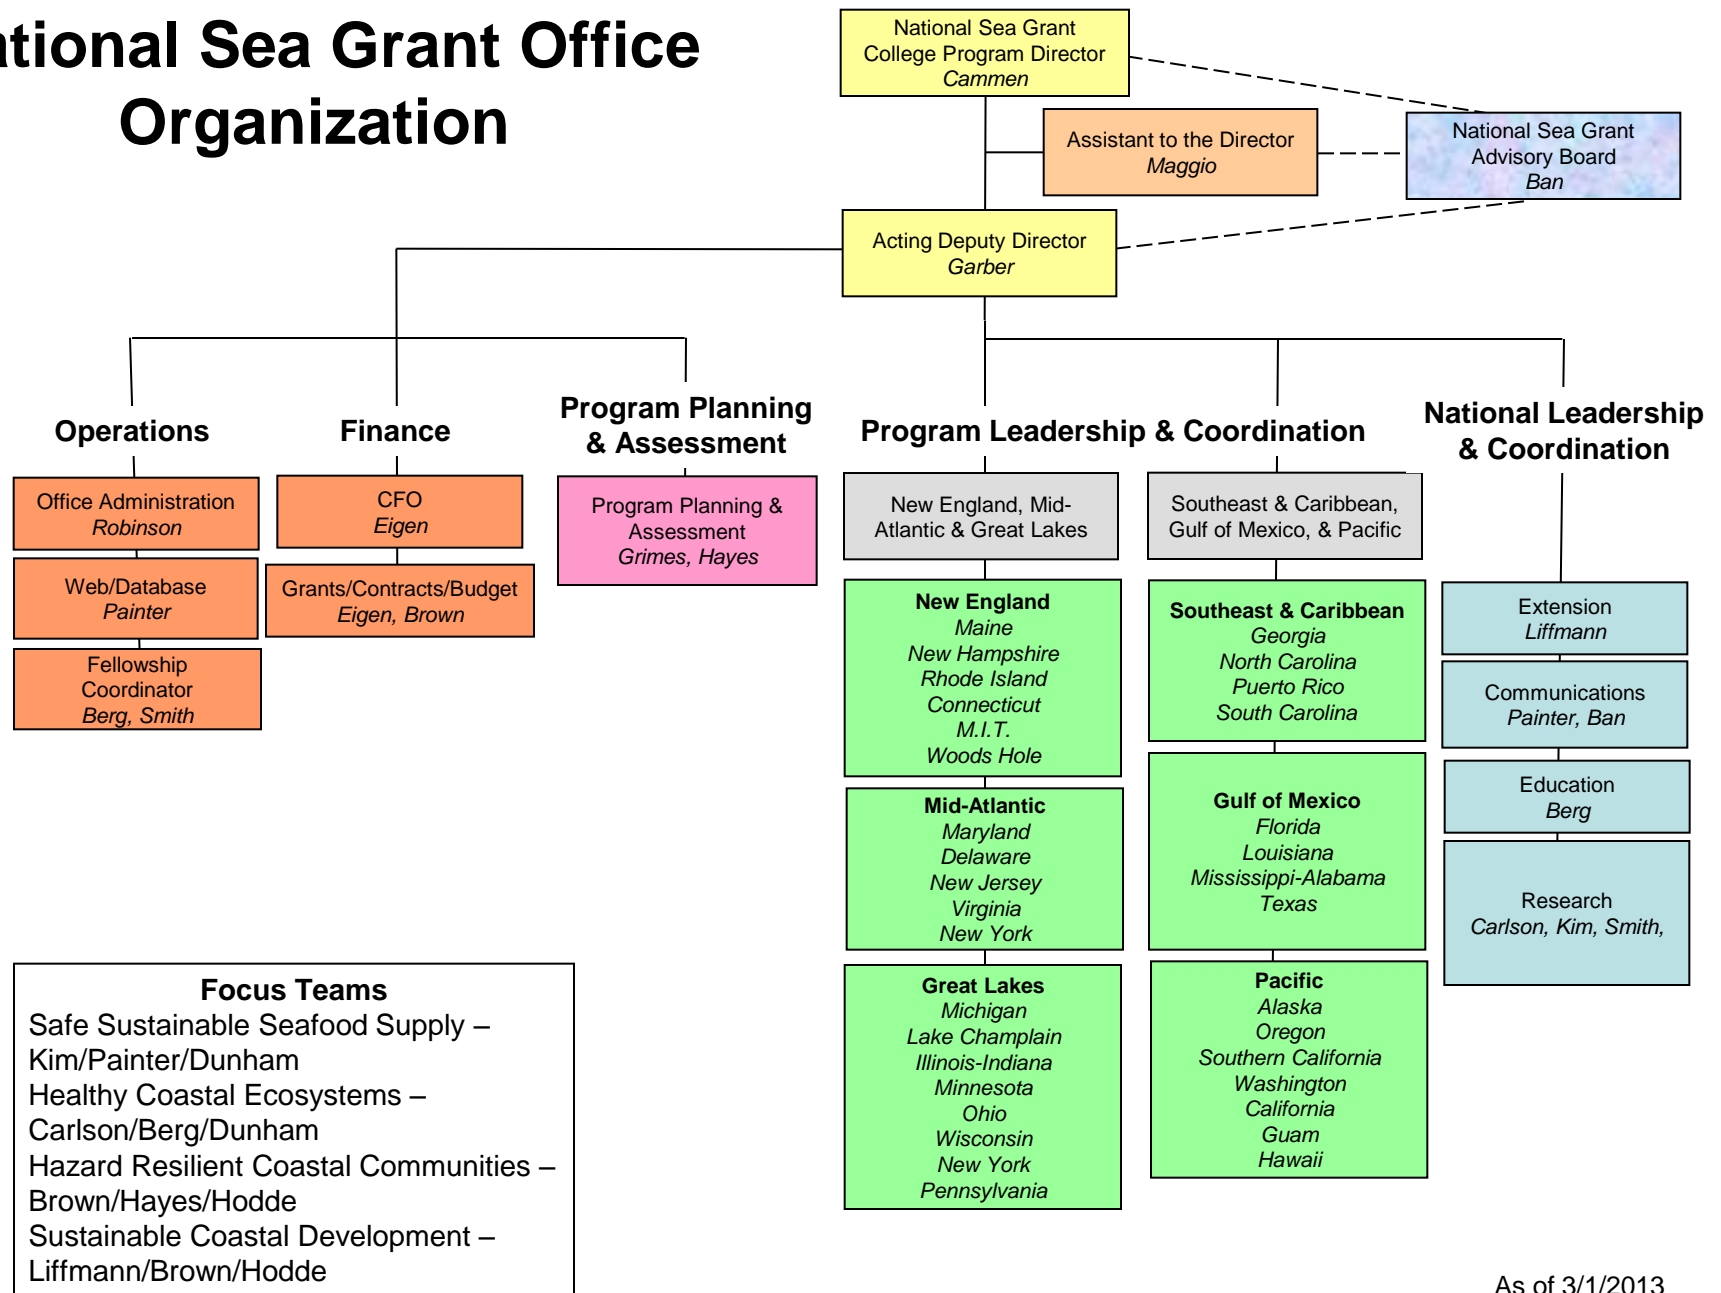 ational Sea Grant Office
Organization
National Sea Grant
College Program Director
Cammen
Assistant to the Director
Maggio
National Sea Grant
Advisory Board
Ban
Acting Deputy Director
Garber
Operations
Finance
Program Planning
& Assessment
Program Leadership & Coordination
National Leadership
& Coordination
Office Administration
Robinson
Web/Database
Painter
Fellowship
Coordinator
Berg, Smith
CFO
Eigen
Grants/Contracts/Budget
Eigen, Brown
Program Planning &
Assessment
Grimes, Hayes
New England, Mid-
Atlantic & Great Lakes
New England
Maine
New Hampshire
Rhode Island
Connecticut
M.I.T.
Woods Hole
Mid-Atlantic
Maryland
Delaware
New Jersey
Virginia
New York
Great Lakes
Michigan
Lake Champlain
Illinois-Indiana
Minnesota
Ohio
Wisconsin
New York
Pennsylvania
Southeast & Caribbean,
Gulf of Mexico, & Pacific
Southeast & Caribbean
Georgia
North Carolina
Puerto Rico
South Carolina
Gulf of Mexico
Florida
Louisiana
Mississippi-Alabama
Texas
Pacific
Alaska
Oregon
Southern California
Washington
California
Guam
Hawaii
Extension
Liffmann
Communications
Painter, Ban
Education
Berg
Research
Carlson, Kim, Smith,
Focus Teams
Safe Sustainable Seafood Supply –
Kim/Painter/Dunham
Healthy Coastal Ecosystems –
Carlson/Berg/Dunham
Hazard Resilient Coastal Communities –
Brown/Hayes/Hodde
Sustainable Coastal Development –
Liffmann/Brown/Hodde
As of 3/1/2013